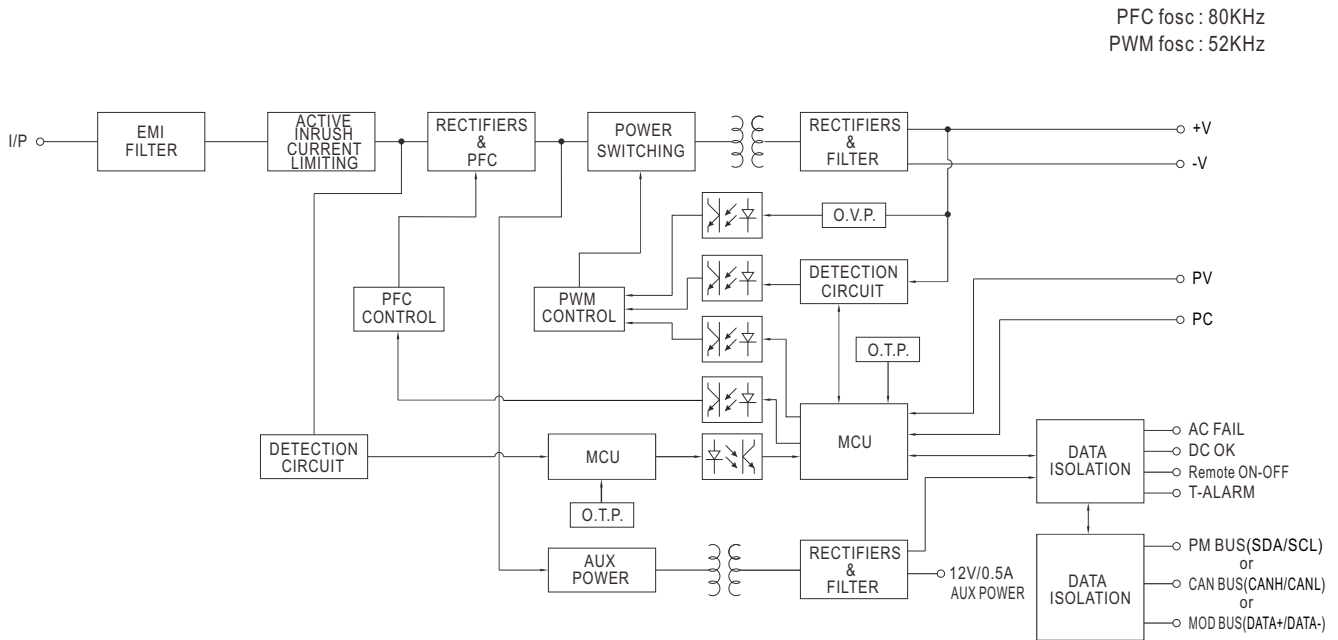 PFC fosc : 80KHz
PWM fosc : 52KHz
I/P
EMI
FILTER
ACTIVE
INRUSH
CURRENT
LIMITING
RECTIFIERS
&
PFC
POWER
SWITCHING
RECTIFIERS
&
FILTER
+V
-V
O.V.P.
DETECTION
CIRCUIT
PFC
CONTROL
PWM
CONTROL
PV
PC
O.T.P.
MCU
DETECTION
CIRCUIT
MCU
O.T.P.
DATA
ISOLATION
AC FAIL
DC OK
Remote ON-OFF
T-ALARM
AUX
POWER
RECTIFIERS
&
FILTER
12V/0.5A
AUX POWER
DATA
ISOLATION
PM BUS(SDA/SCL)
or
CAN BUS(CANH/CANL)
or
MOD BUS(DATA+/DATA-)